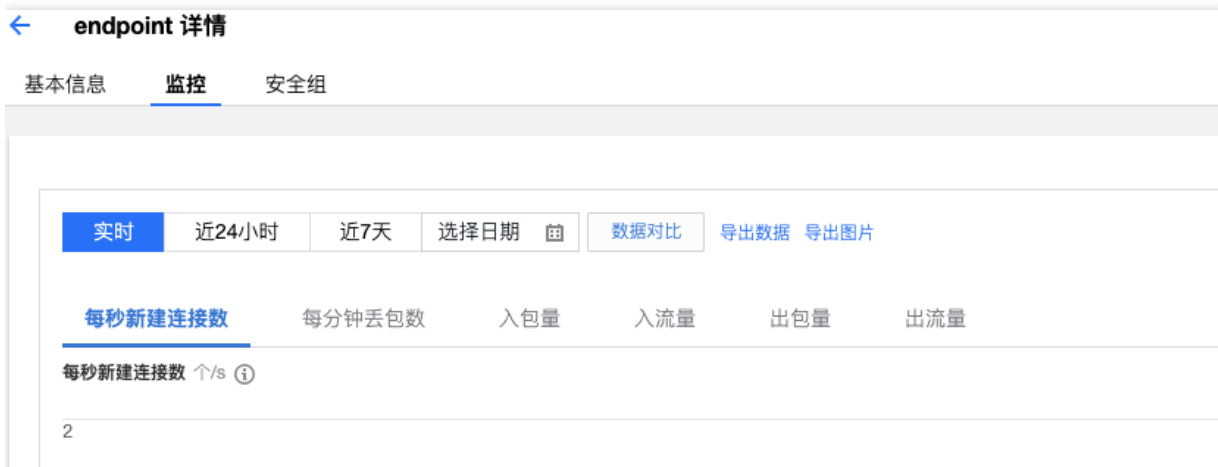 endpoint 详情
基本信息 监控 安全组
实时 近24小时 近7天 选择日期 数据对比 导出数据 导出图片
每秒新建连接数 每分钟丢包数 入包量 入流量 出包量 出流量
每秒新建连接数 个/s
2